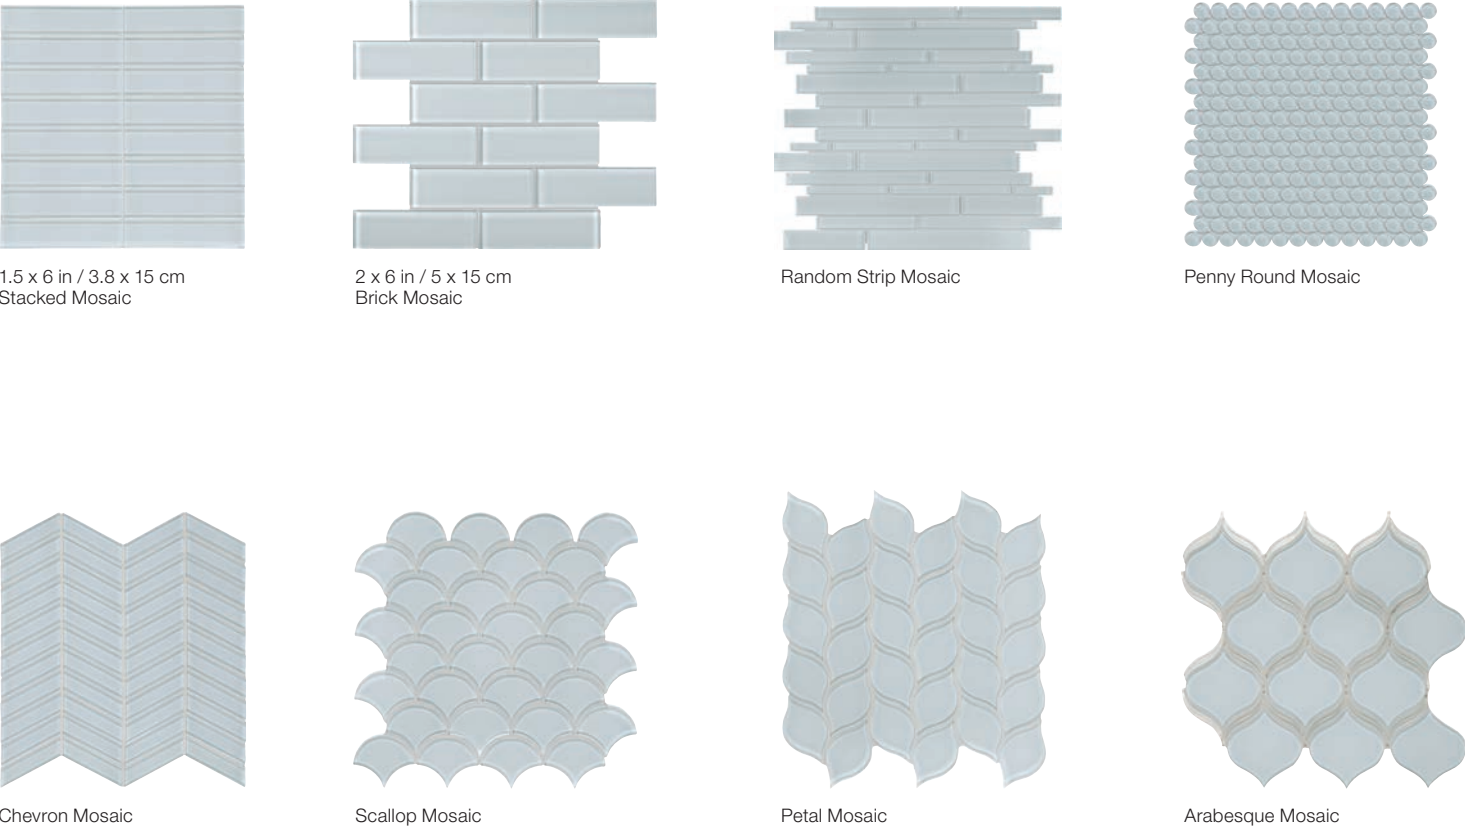 1.5 x 6 in / 3.8 x 15 cm
Stacked Mosaic
2 x 6 in / 5 x 15 cm
Brick Mosaic
Random Strip Mosaic
Penny Round Mosaic
Chevron Mosaic
Scallop Mosaic
Petal Mosaic
Arabesque Mosaic